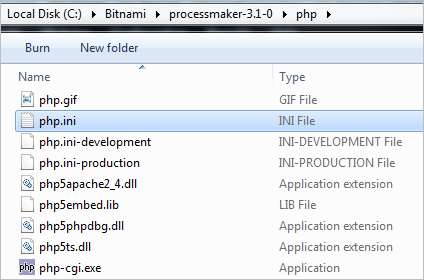 Local Disk (C:) ▸ Bitnami ▸ processmaker-3.1-0 ▸ php ▸
Burn New folder
Name Type
php.gif GIF File
php.ini INI File
php.ini-development INI-DEVELOPMENT File
php.ini-production INI-PRODUCTION File
php5apache2_4.dll Application extension
php5embed.lib LIB File
php5phpdbg.dll Application extension
php5ts.dll Application extension
php php-cgi.exe Application